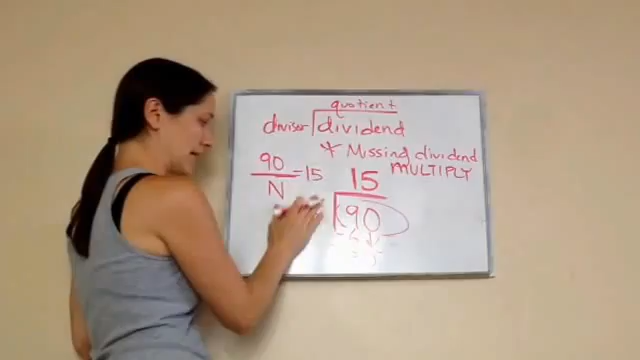 quotient
divisor dividend
* Missing dividend
MULTIPLY
90
N
=15
15
90